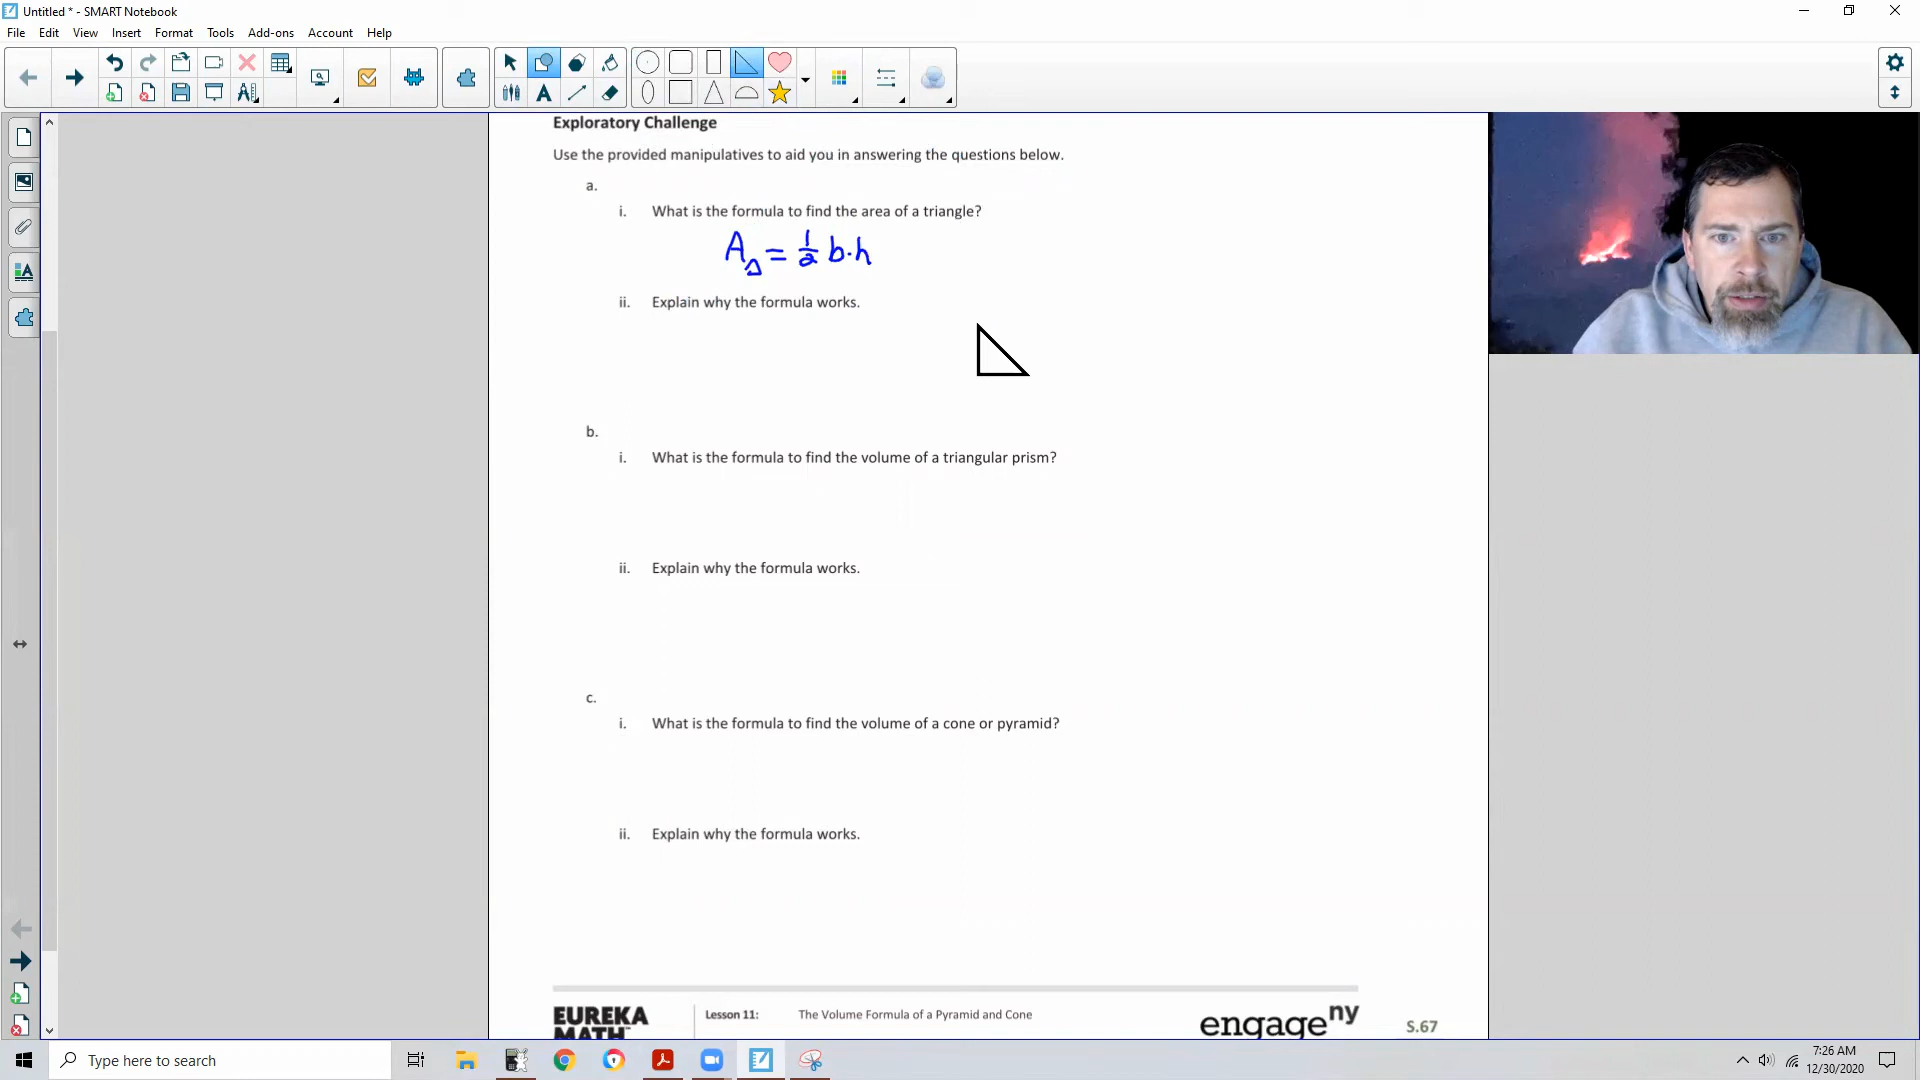 Untitled * - SMART Notebook
File Edit View Insert Format Tools Add-ons Account Help
Exploratory Challenge
Use the provided manipulatives to aid you in answering the questions below.
a.
i. What is the formula to find the area of a triangle?
A△ = 1/2 b·h
ii. Explain why the formula works.
b.
i. What is the formula to find the volume of a triangular prism?
ii. Explain why the formula works.
c.
i. What is the formula to find the volume of a cone or pyramid?
ii. Explain why the formula works.
EUREKA
MATH™
Lesson 11: The Volume Formula of a Pyramid and Cone
engage ny
S.67
Type here to search
7:26 AM
12/30/2020